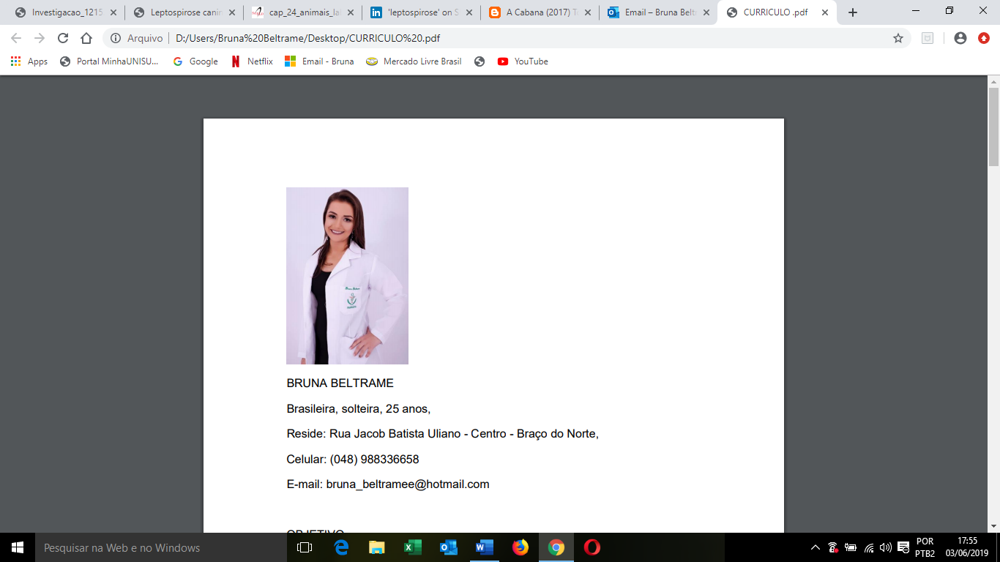 Investigacao_1215
Leptospirose canin
cap_24_animais_la
'leptospirose' on S
A Cabana (2017) T
Email – Bruna Belt
CURRICULO .pdf
Arquivo
D:/Users/Bruna%20Beltrame/Desktop/CURRICULO%20.pdf
Apps
Portal MinhaUNISU...
Google
Netflix
Email - Bruna
Mercado Livre Brasil
YouTube
BRUNA BELTRAME
Brasileira, solteira, 25 anos,
Reside: Rua Jacob Batista Uliano - Centro - Braço do Norte,
Celular: (048) 988336658
E-mail: bruna_beltramee@hotmail.com
OBJETIVO
Pesquisar na Web e no Windows
POR
PTB2
17:55
03/06/2019